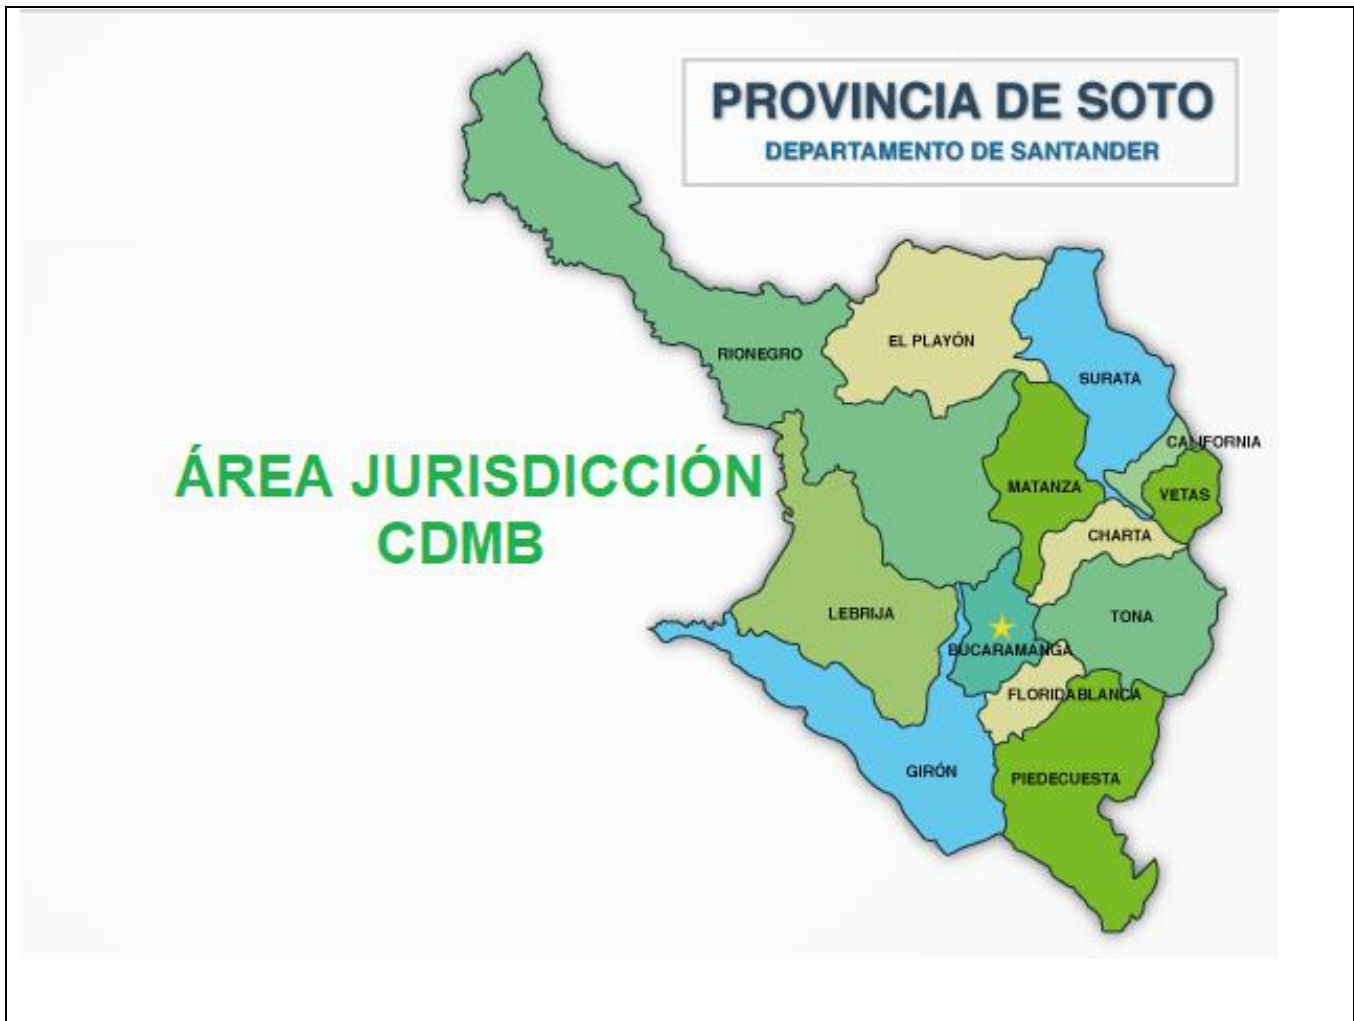 PROVINCIA DE SOTO
DEPARTAMENTO DE SANTANDER
EL PLAYÓN
RIONEGRO
SURATA
CALIFORNIA
ÁREA JURISDICCIÓN
CDMB
MATANZA
VETAS
CHARTA
LEBRIJA
TONA
BUCARAMANGA
FLORIDABLANCA
GIRÓN
PIEDECUESTA